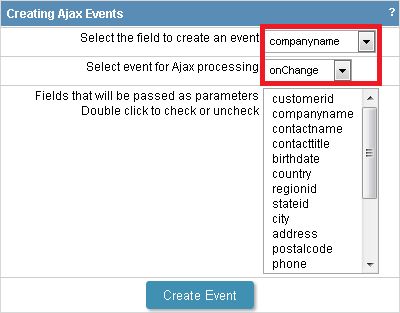 Creating Ajax Events ?
Select the field to create an event companyname
Select event for Ajax processing onChange
Fields that will be passed as parameters
Double click to check or uncheck
customerid
companyname
contactname
contacttitle
birthdate
country
regionid
stateid
city
address
postalcode
phone
Create Event